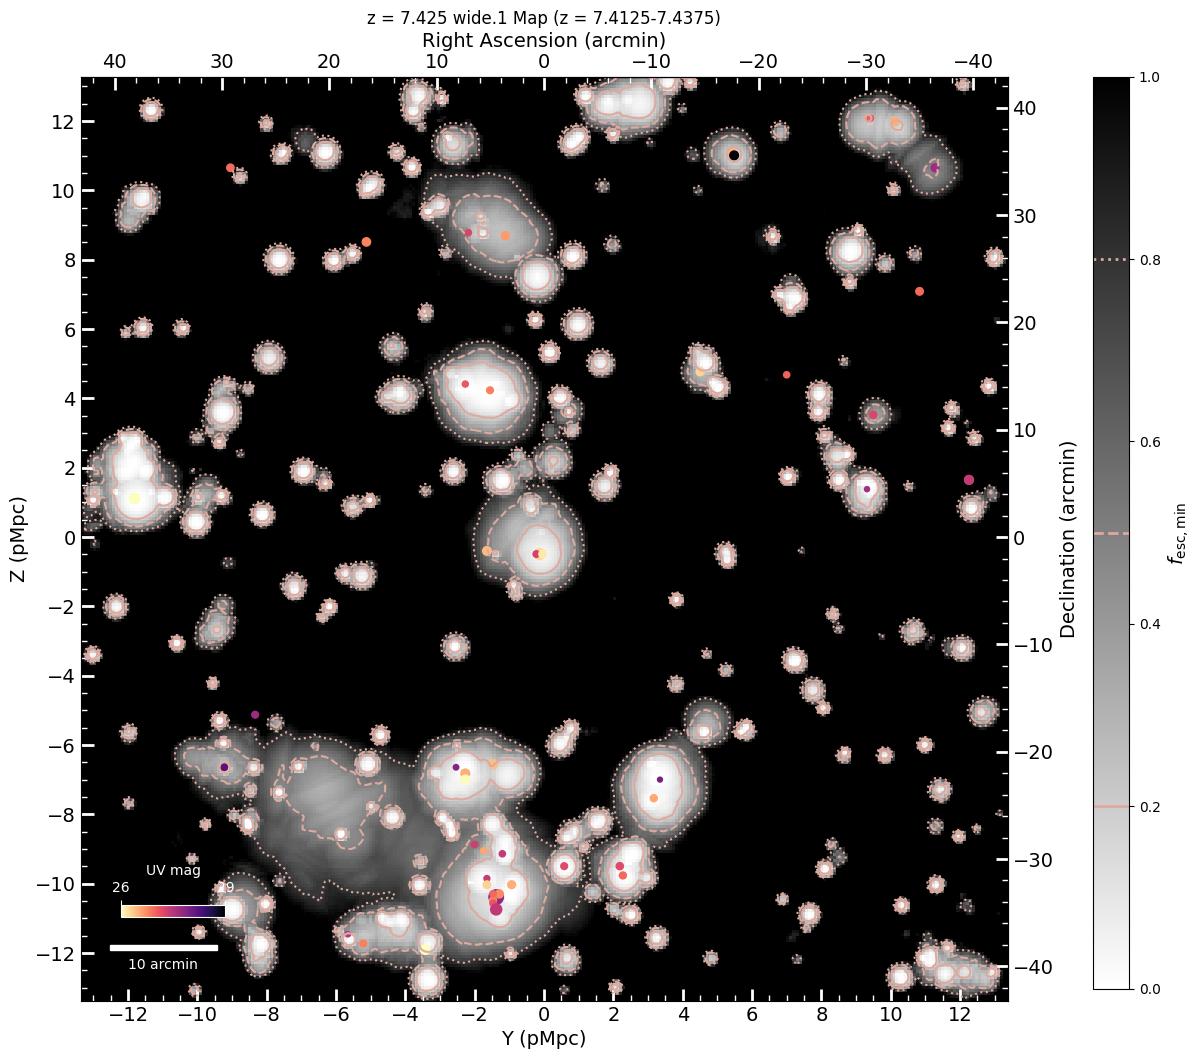 z = 7.425 wide.1 Map (z = 7.4125-7.4375)
Right Ascension (arcmin)
40 30 20 10 0 −10 −20 −30 −40
12
10
8
6
4
2
0
−2
−4
−6
−8
−10
−12
Z (pMpc)
40
30
20
10
0
−10
−20
−30
−40
Declination (arcmin)
1.0
0.8
0.6
0.4
0.2
0.0
f_esc,min
UV mag
26 29
10 arcmin
−12 −10 −8 −6 −4 −2 0 2 4 6 8 10 12
Y (pMpc)